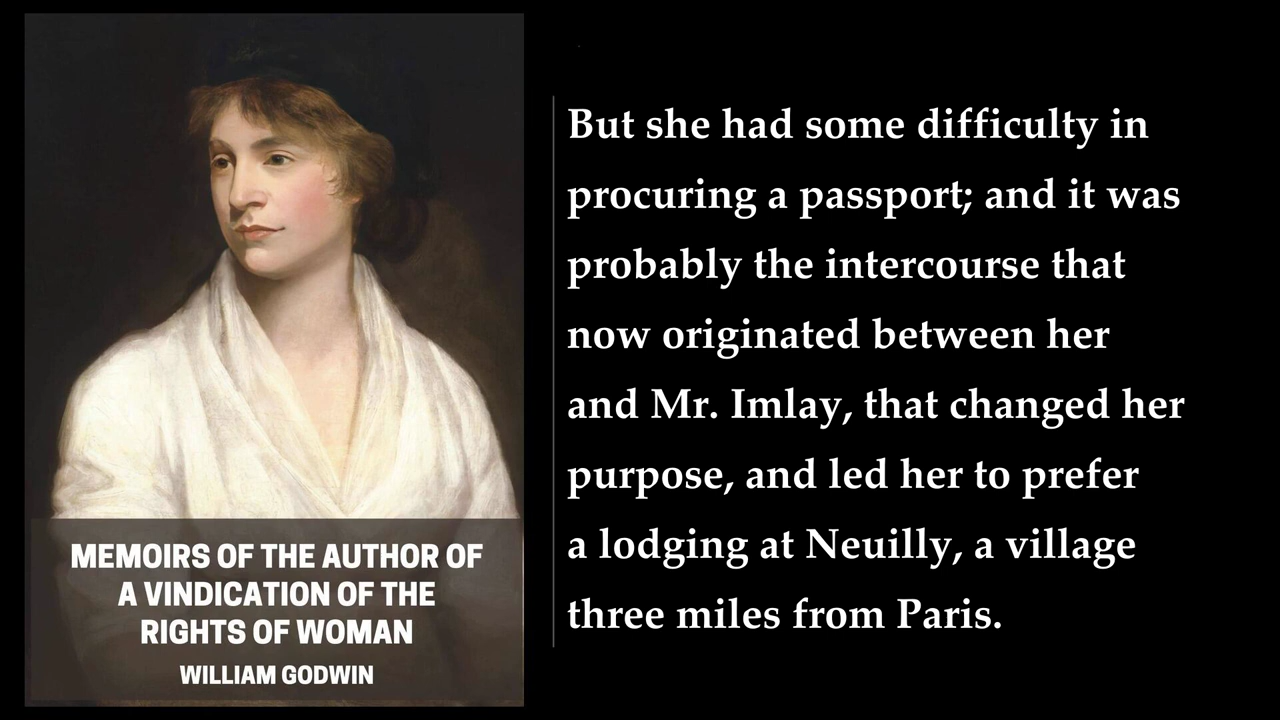 MEMOIRS OF THE AUTHOR OF
A VINDICATION OF THE
RIGHTS OF WOMAN
WILLIAM GODWIN
But she had some difficulty in
procuring a passport; and it was
probably the intercourse that
now originated between her
and Mr. Imlay, that changed her
purpose, and led her to prefer
a lodging at Neuilly, a village
three miles from Paris.